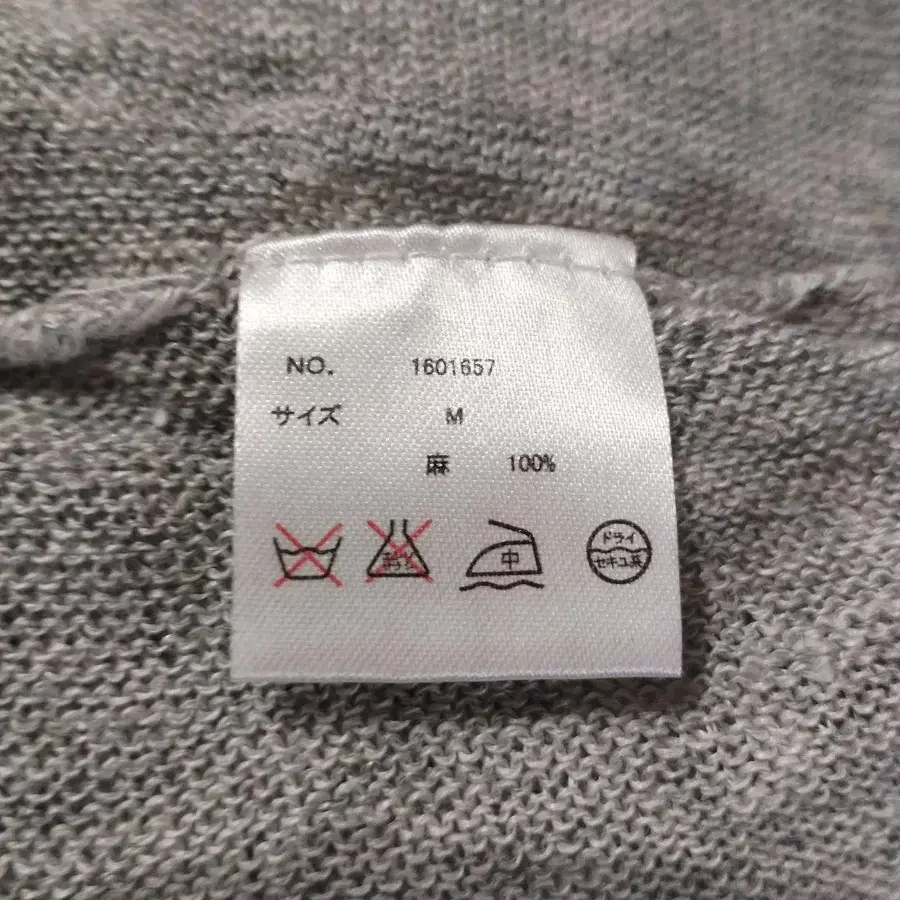 NO. 1601657
サイズ M
麻 100%
中
ドライ
セキユ系